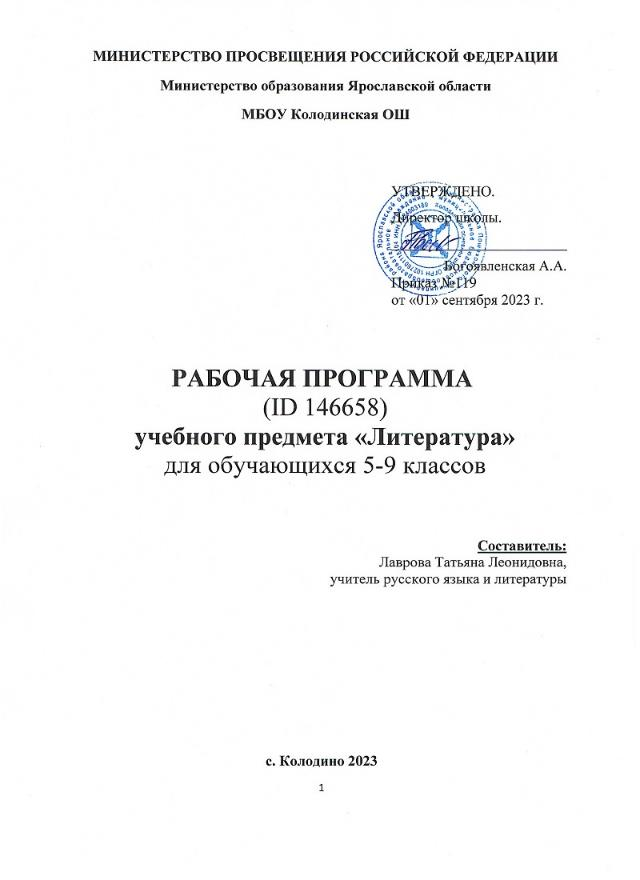 МИНИСТЕРСТВО ПРОСВЕЩЕНИЯ РОССИЙСКОЙ ФЕДЕРАЦИИ
Министерство образования Ярославской области
МБОУ Колодинская ОШ
УТВЕРЖДЕНО.
Директор школы.
Богоявленская А.А.
Приказ №119
от «01» сентября 2023 г.
РАБОЧАЯ ПРОГРАММА
(ID 146658)
учебного предмета «Литература»
для обучающихся 5-9 классов
Составитель:
Лаврова Татьяна Леонидовна,
учитель русского языка и литературы
с. Колодино 2023
1